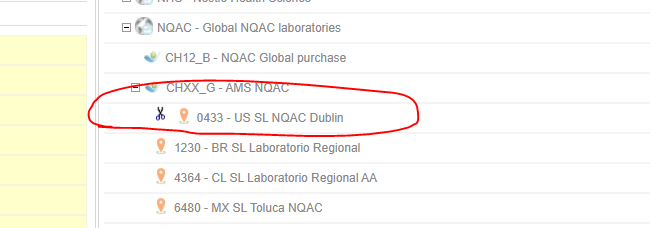 NQAC - Global NQAC laboratories
CH12_B - NQAC Global purchase
CHXX_G - AMS NQAC
0433 - US SL NQAC Dublin
1230 - BR SL Laboratorio Regional
4364 - CL SL Laboratorio Regional AA
6480 - MX SL Toluca NQAC